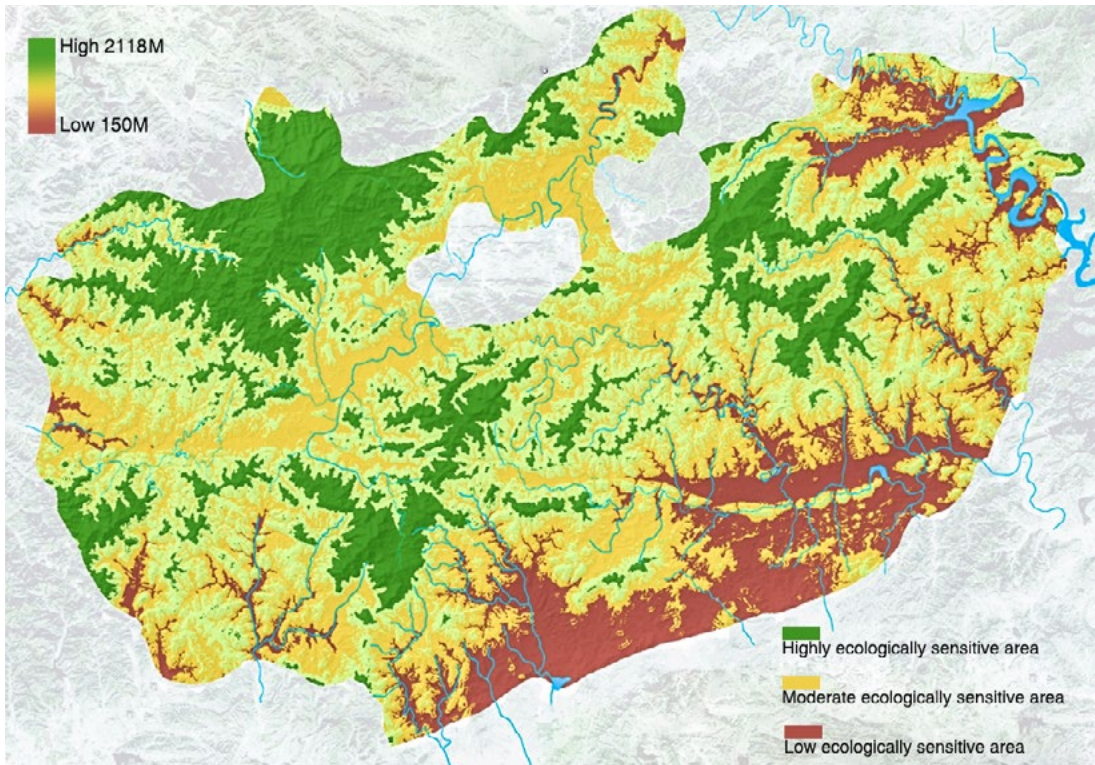 High 2118M
Low 150M
Highly ecologically sensitive area
Moderate ecologically sensitive area
Low ecologically sensitive area